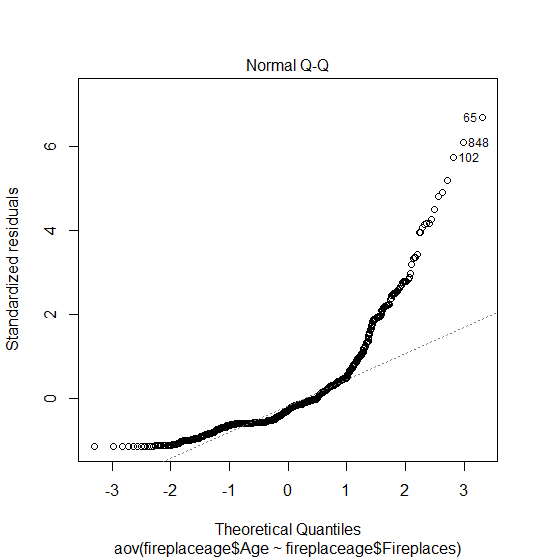 Normal Q-Q
65
848
102
Standardized residuals
6
4
2
0
-3 -2 -1 0 1 2 3
Theoretical Quantiles
aov(fireplaceage$Age ~ fireplaceage$Fireplaces)